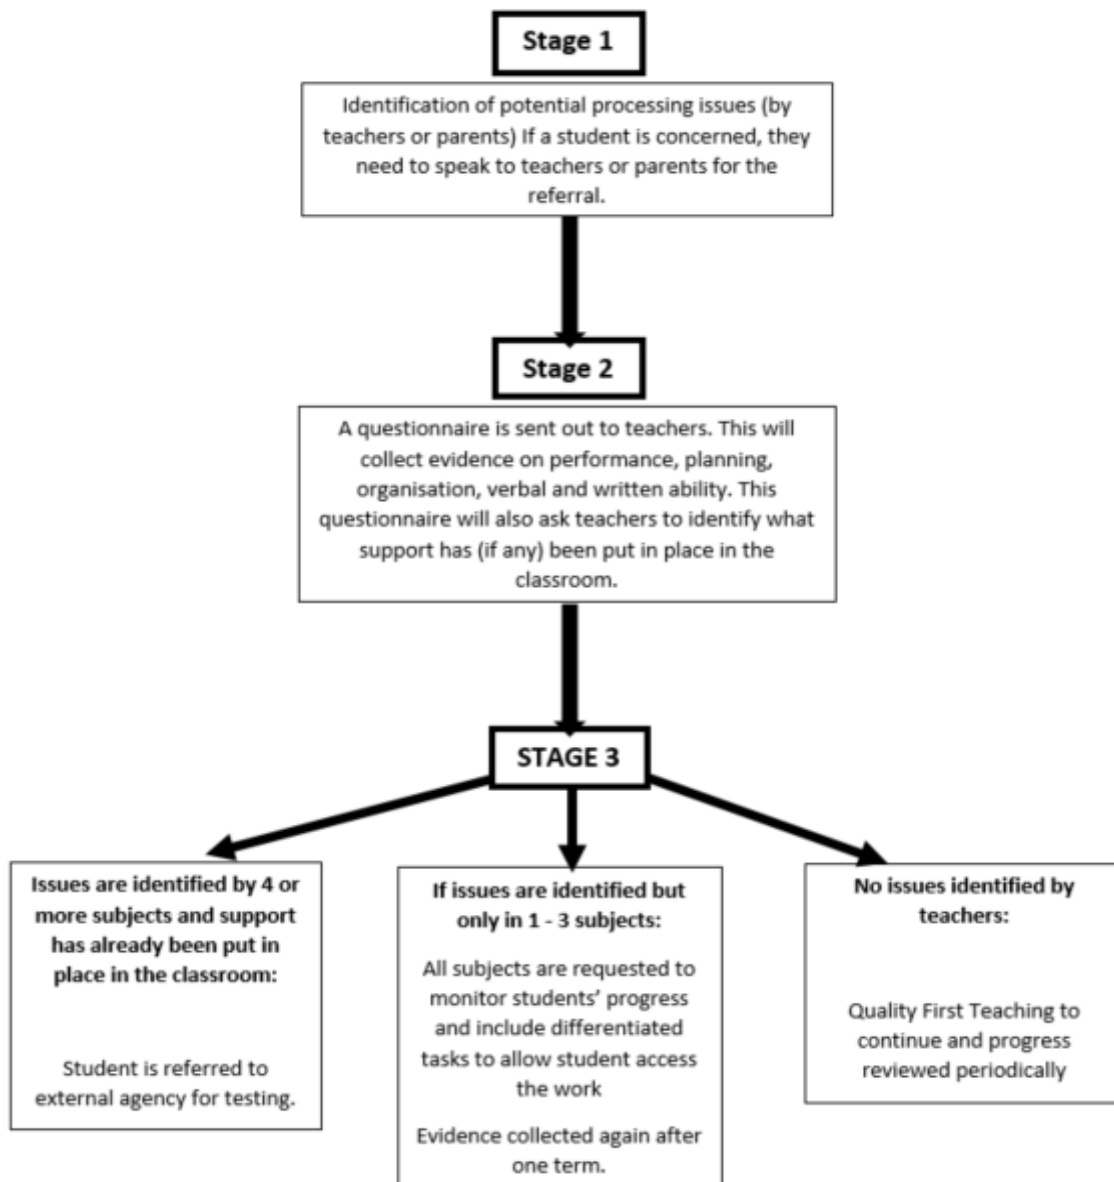 Stage 1
Identification of potential processing issues (by
teachers or parents) If a student is concerned, they
need to speak to teachers or parents for the
referral.
Stage 2
A questionnaire is sent out to teachers. This will
collect evidence on performance, planning,
organisation, verbal and written ability. This
questionnaire will also ask teachers to identify what
support has (if any) been put in place in the
classroom.
STAGE 3
Issues are identified by 4 or
more subjects and support
has already been put in
place in the classroom:
Student is referred to
external agency for testing.
If issues are identified but
only in 1 - 3 subjects:
All subjects are requested to
monitor students’ progress
and include differentiated
tasks to allow student access
the work
Evidence collected again after
one term.
No issues identified by
teachers:
Quality First Teaching to
continue and progress
reviewed periodically